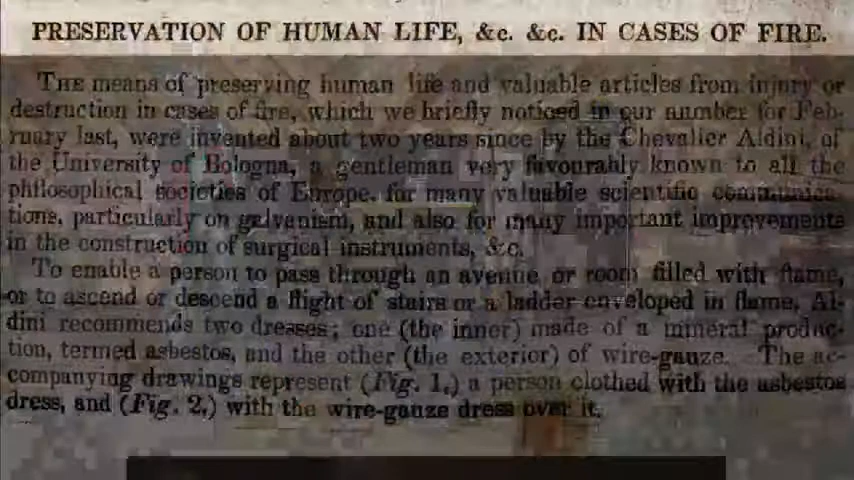 PRESERVATION OF HUMAN LIFE, &c. &c. IN CASES OF FIRE.
THE means of preserving human life and valuable articles from injury or
destruction in cases of fire, which we briefly noticed in our number for Feb-
ruary last, were invented about two years since by the Chevalier Aldini, of
the University of Bologna, a gentleman very favourably known to all the
philosophical societies of Europe, for many valuable scientific communica-
tions, particularly on galvanism, and also for many important improvements
in the construction of surgical instruments, &c.
To enable a person to pass through an avenue or room filled with flame,
or to ascend or descend a flight of stairs or a ladder enveloped in flame, Al-
dini recommends two dresses; one (the inner) made of a mineral produc-
tion, termed asbestos, and the other (the exterior) of wire-gauze. The ac-
companying drawings represent (Fig. 1,) a person clothed with the asbestos
dress, and (Fig. 2,) with the wire-gauze dress over it.